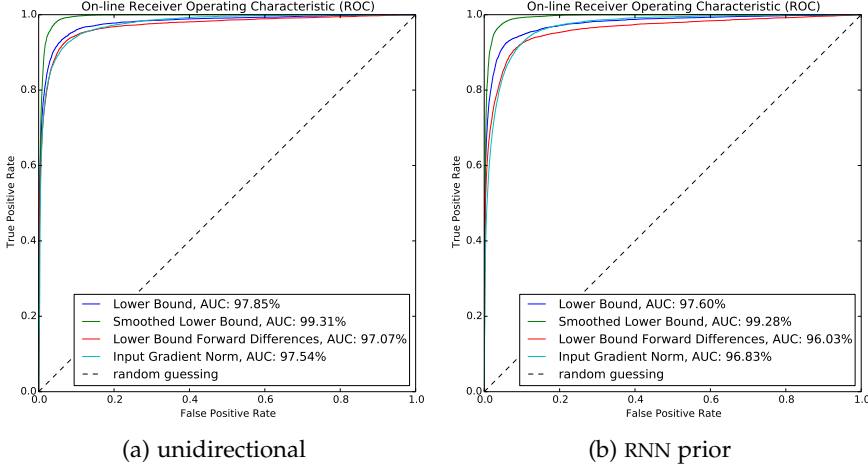 On-line Receiver Operating Characteristic (ROC)
1.0
0.8
0.6
0.4
0.2
0.0
True Positive Rate
Lower Bound, AUC: 97.85%
Smoothed Lower Bound, AUC: 99.31%
Lower Bound Forward Differences, AUC: 97.07%
Input Gradient Norm, AUC: 97.54%
random guessing
0.0 0.2 0.4 0.6 0.8 1.0
False Positive Rate
(a) unidirectional
On-line Receiver Operating Characteristic (ROC)
1.0
0.8
0.6
0.4
0.2
0.0
True Positive Rate
Lower Bound, AUC: 97.60%
Smoothed Lower Bound, AUC: 99.28%
Lower Bound Forward Differences, AUC: 96.03%
Input Gradient Norm, AUC: 96.83%
random guessing
0.0 0.2 0.4 0.6 0.8 1.0
False Positive Rate
(b) RNN prior